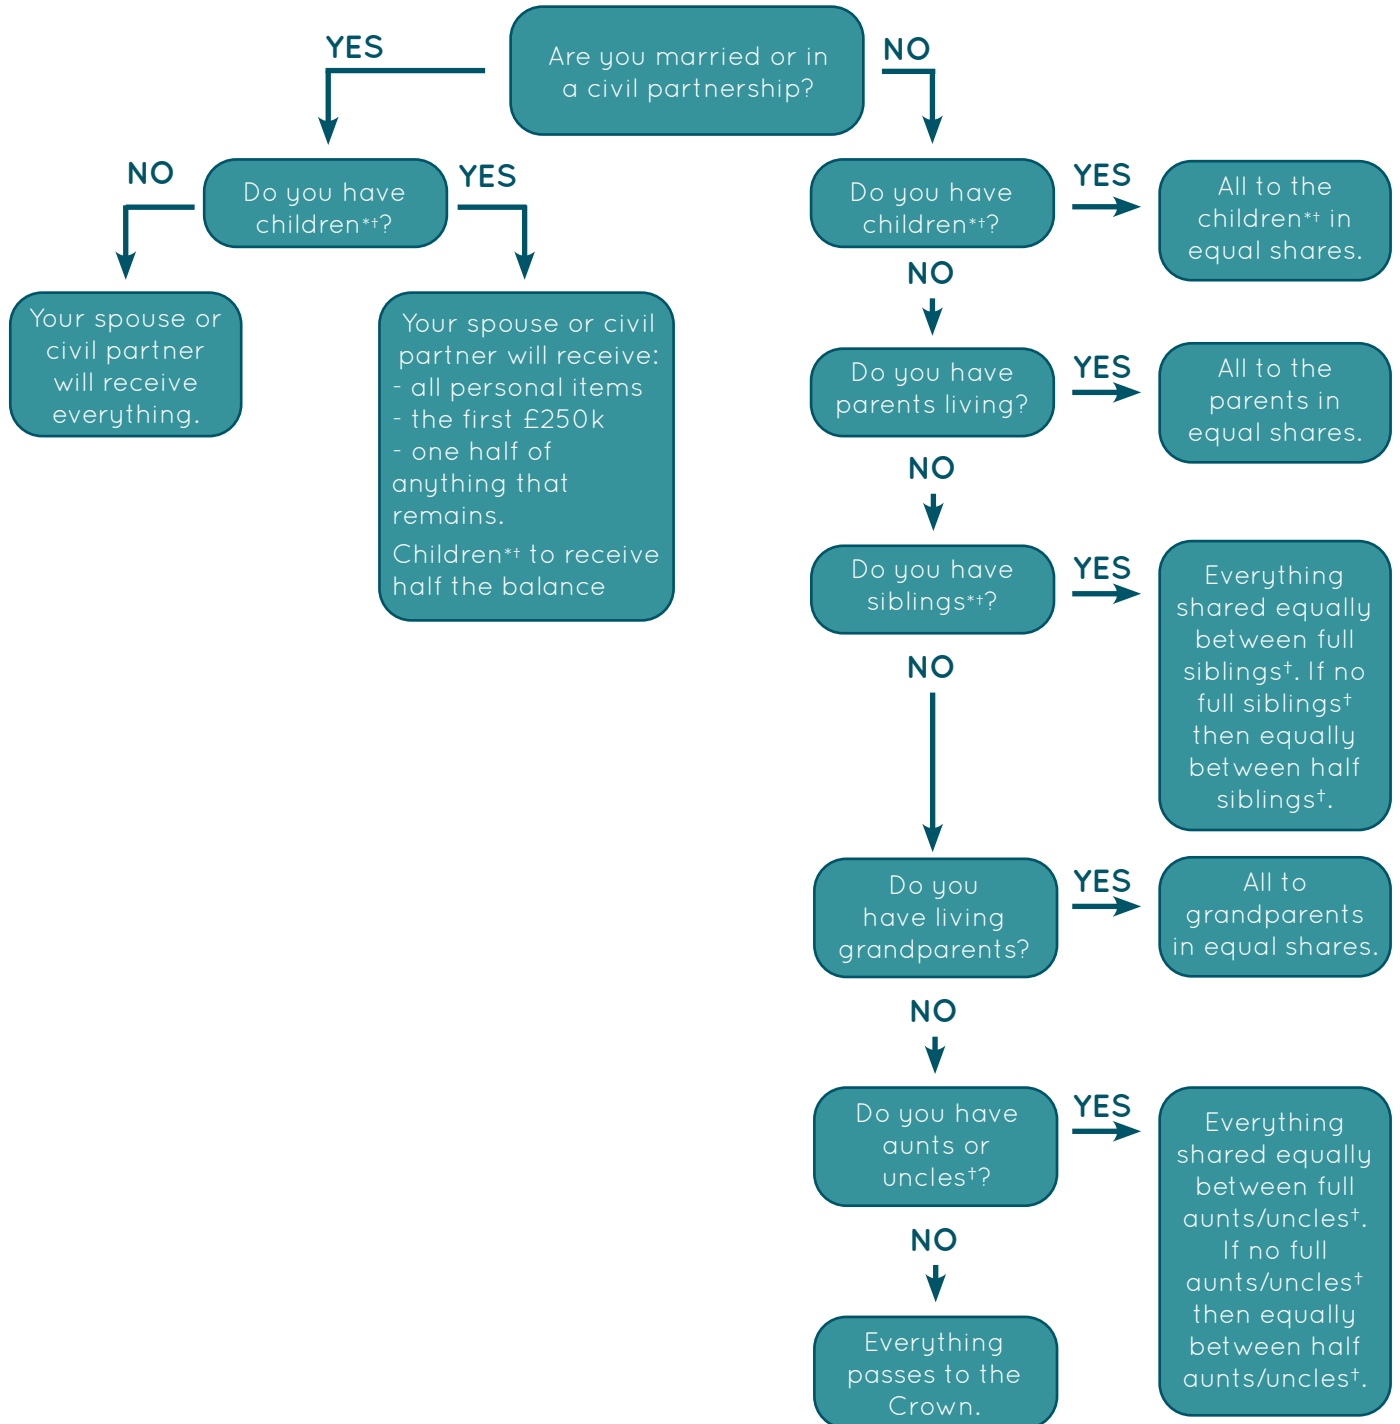 Are you married or in
a civil partnership?
YES
NO
Do you have
children*†?
NO
YES
Your spouse or
civil partner
will receive
everything.
Your spouse or civil
partner will receive:
- all personal items
- the first £250k
- one half of
anything that
remains.
Children*† to receive
half the balance
Do you have
children*†?
YES
All to the
children*† in
equal shares.
NO
Do you have
parents living?
YES
All to the
parents in
equal shares.
NO
Do you have
siblings*†?
YES
Everything
shared equally
between full
siblings†. If no
full siblings†
then equally
between half
siblings†.
NO
Do you
have living
grandparents?
YES
All to
grandparents
in equal shares.
NO
Do you have
aunts or
uncles†?
YES
Everything
shared equally
between full
aunts/uncles†.
If no full
aunts/uncles†
then equally
between half
aunts/uncles†.
NO
Everything
passes to the
Crown.